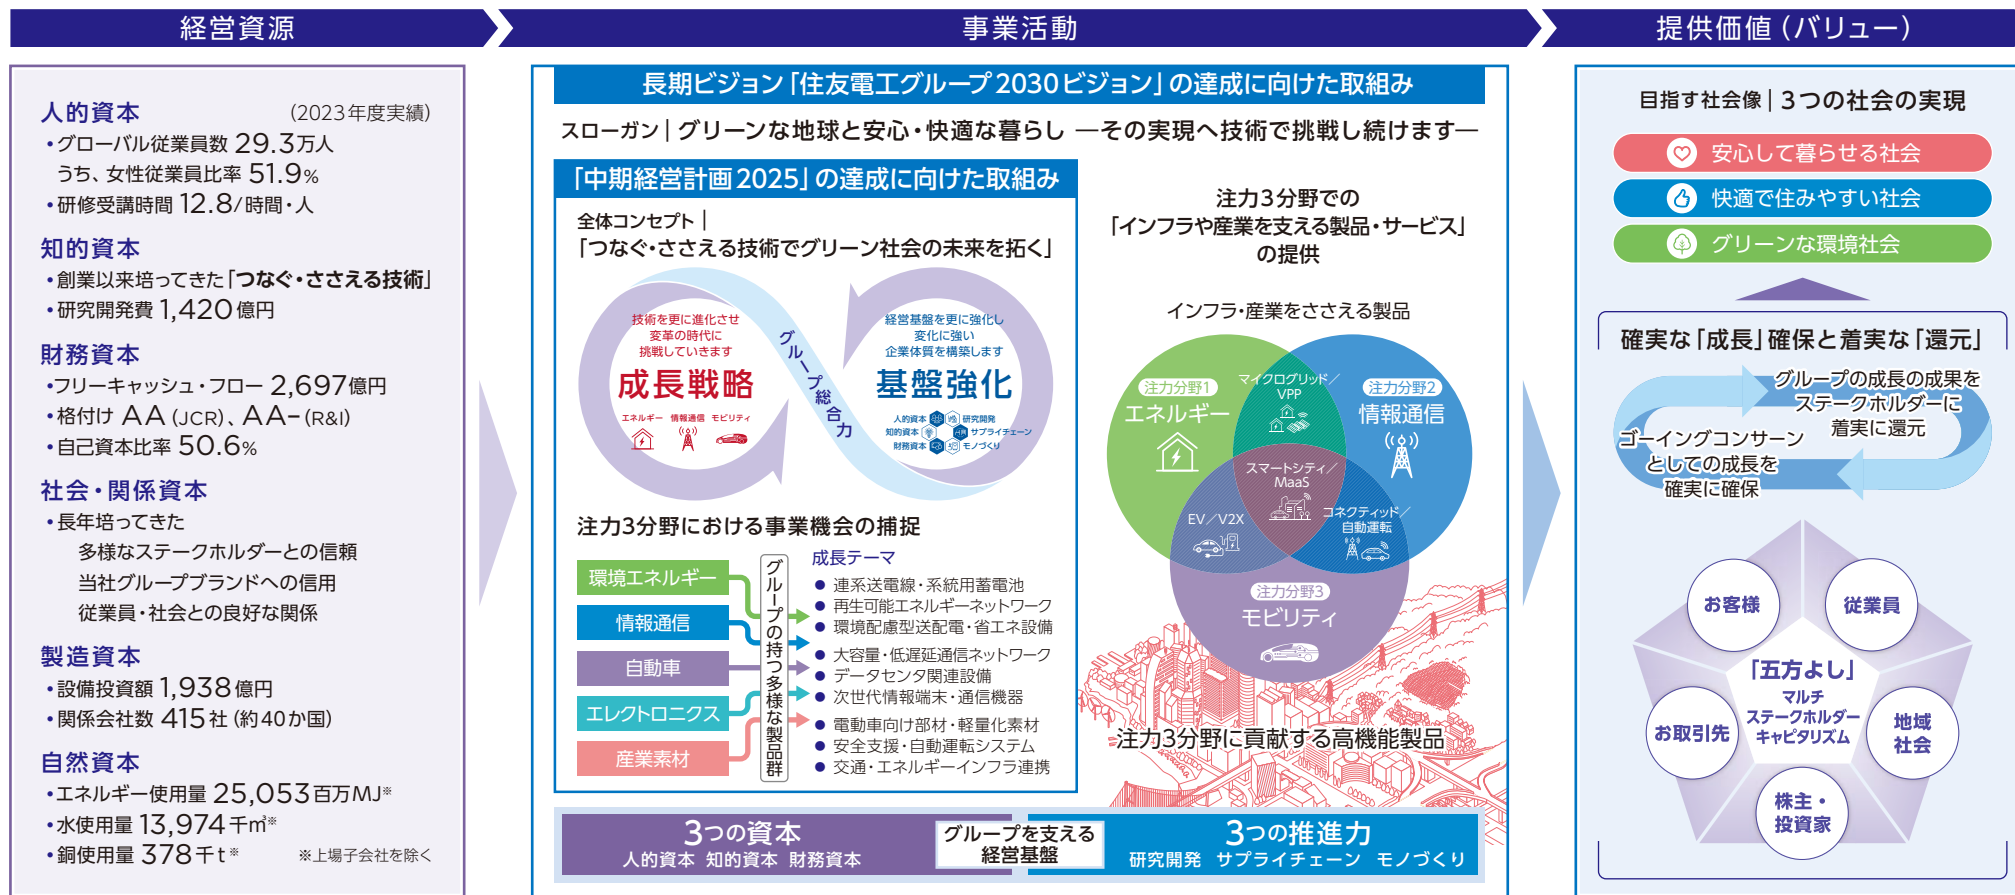 経営資源
事業活動
提供価値（バリュー）
人的資本 (2023年度実績)
・グローバル従業員数 29.3万人
うち、女性従業員比率 51.9%
・研修受講時間 12.8/時間・人
知的資本
・創業以来培ってきた「つなぐ・ささえる技術」
・研究開発費 1,420億円
財務資本
・フリーキャッシュ・フロー 2,697億円
・格付け AA (JCR)、AA- (R&I)
・自己資本比率 50.6%
社会・関係資本
・長年培ってきた
多様なステークホルダーとの信頼
当社グループブランドへの信用
従業員・社会との良好な関係
製造資本
・設備投資額 1,938億円
・関係会社数 415社 (約40か国)
自然資本
・エネルギー使用量 25,053百万MJ※
・水使用量 13,974千㎥※
・銅使用量 378千t※ ※上場子会社を除く
長期ビジョン「住友電工グループ2030ビジョン」の達成に向けた取組み
スローガン｜グリーンな地球と安心・快適な暮らし ―その実現へ技術で挑戦し続けます―
「中期経営計画2025」の達成に向けた取組み
全体コンセプト｜
「つなぐ・ささえる技術でグリーン社会の未来を拓く」
技術を更に進化させ
変革の時代に
挑戦していきます
成長戦略
エネルギー 情報通信 モビリティ
グループ総合力
経営基盤を更に強化し
変化に強い
企業体質を構築します
基盤強化
人的資本 研究開発
知的資本 サプライチェーン
財務資本 モノづくり
注力3分野における事業機会の捕捉
環境エネルギー
情報通信
自動車
エレクトロニクス
産業素材
グループの持つ多様な製品群
成長テーマ
● 連系送電線・系統用蓄電池
● 再生可能エネルギーネットワーク
● 環境配慮型送配電・省エネ設備
● 大容量・低遅延通信ネットワーク
● データセンタ関連設備
● 次世代情報端末・通信機器
● 電動車向け部材・軽量化素材
● 安全支援・自動運転システム
● 交通・エネルギーインフラ連携
注力3分野での
「インフラや産業を支える製品・サービス」
の提供
インフラ・産業をささえる製品
注力分野1
エネルギー
マイクログリッド／
VPP
注力分野2
情報通信
スマートシティ／
MaaS
EV／V2X
コネクティッド／
自動運転
注力分野3
モビリティ
注力3分野に貢献する高機能製品
3つの資本
人的資本 知的資本 財務資本
グループを支える
経営基盤
3つの推進力
研究開発 サプライチェーン モノづくり
目指す社会像｜3つの社会の実現
安心して暮らせる社会
快適で住みやすい社会
グリーンな環境社会
確実な「成長」確保と着実な「還元」
グループの成長の成果を
ステークホルダーに
着実に還元
ゴーイングコンサーン
としての成長を
確実に確保
お客様
従業員
「五方よし」
マルチ
ステークホルダー
キャピタリズム
お取引先
地域
社会
株主・
投資家